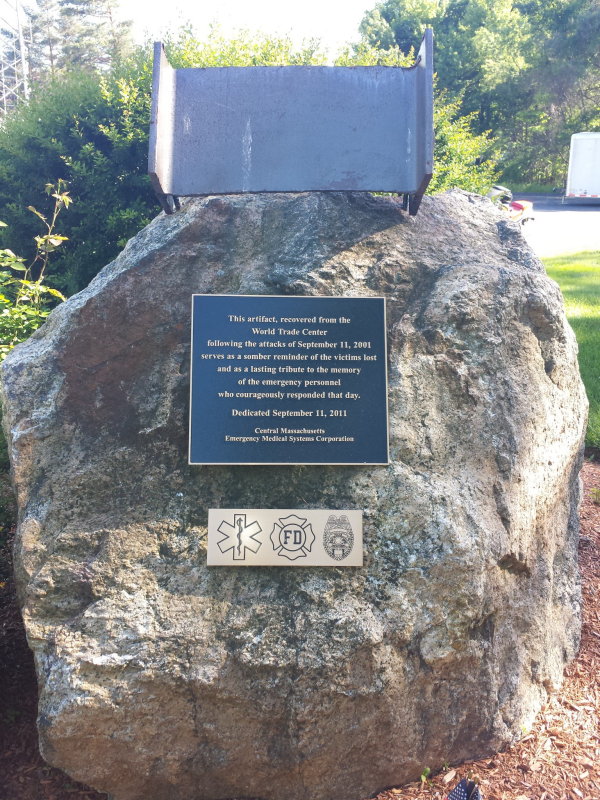 This artifact, recovered from the
World Trade Center
following the attacks of September 11, 2001
serves as a somber reminder of the victims lost
and as a lasting tribute to the memory
of the emergency personnel
who courageously responded that day.
Dedicated September 11, 2011
Central Massachusetts
Emergency Medical Systems Corporation
FD